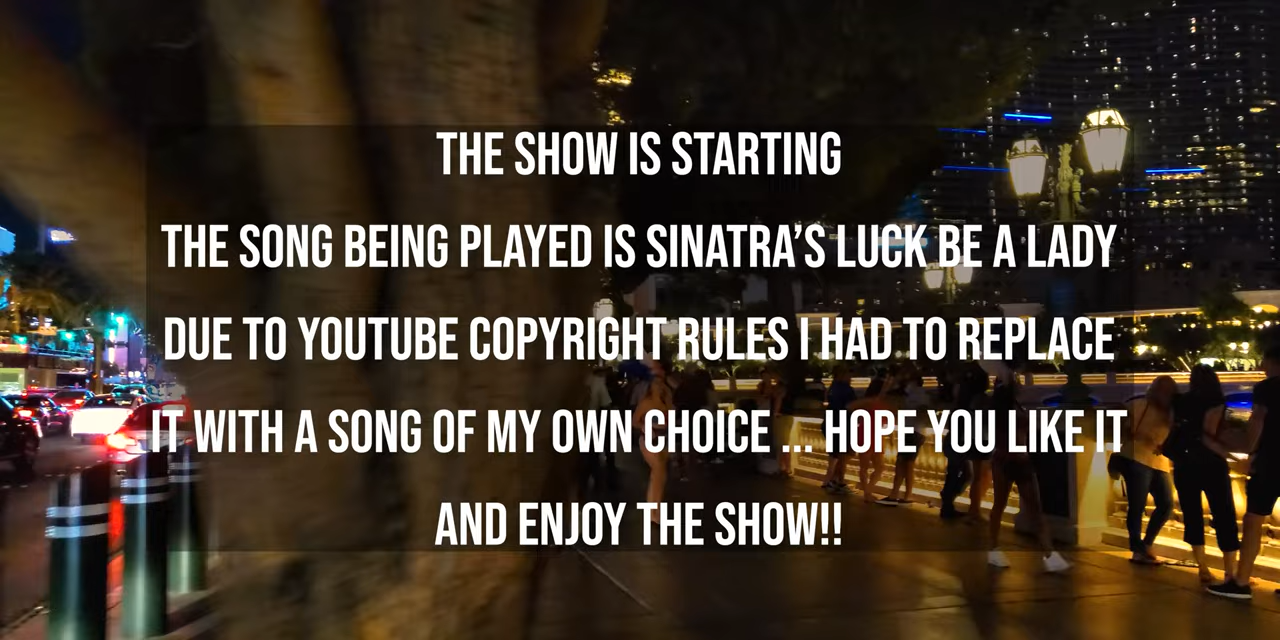 THE SHOW IS STARTING
THE SONG BEING PLAYED IS SINATRA’S LUCK BE A LADY
DUE TO YOUTUBE COPYRIGHT RULES I HAD TO REPLACE
IT WITH A SONG OF MY OWN CHOICE ... HOPE YOU LIKE IT
AND ENJOY THE SHOW!!